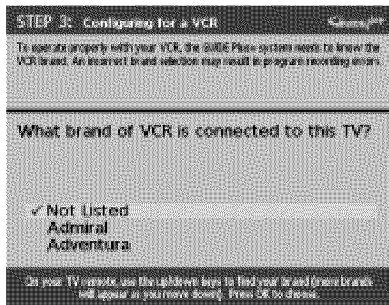 STEP 3: Configuring for a VCR
To operate properly with your VCR, the GUIDE Plus+ system needs to know the
VCR brand. An incorrect brand selection may result in program recording errors.
What brand of VCR is connected to this TV?
✓ Not Listed
Admiral
Adventura
On your TV remote, use the up/down keys to find your brand (more brands
will appear as you move down). Press OK to choose.